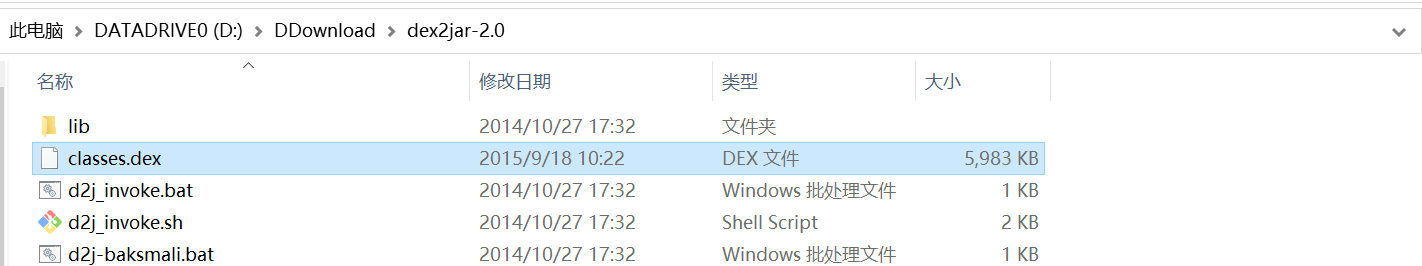 此电脑 > DATADRIVE0 (D:) > DDownload > dex2jar-2.0
名称 修改日期 类型 大小
lib 2014/10/27 17:32 文件夹
classes.dex 2015/9/18 10:22 DEX 文件 5,983 KB
d2j_invoke.bat 2014/10/27 17:32 Windows 批处理文件 1 KB
d2j_invoke.sh 2014/10/27 17:32 Shell Script 2 KB
d2j-baksmali.bat 2014/10/27 17:32 Windows 批处理文件 1 KB